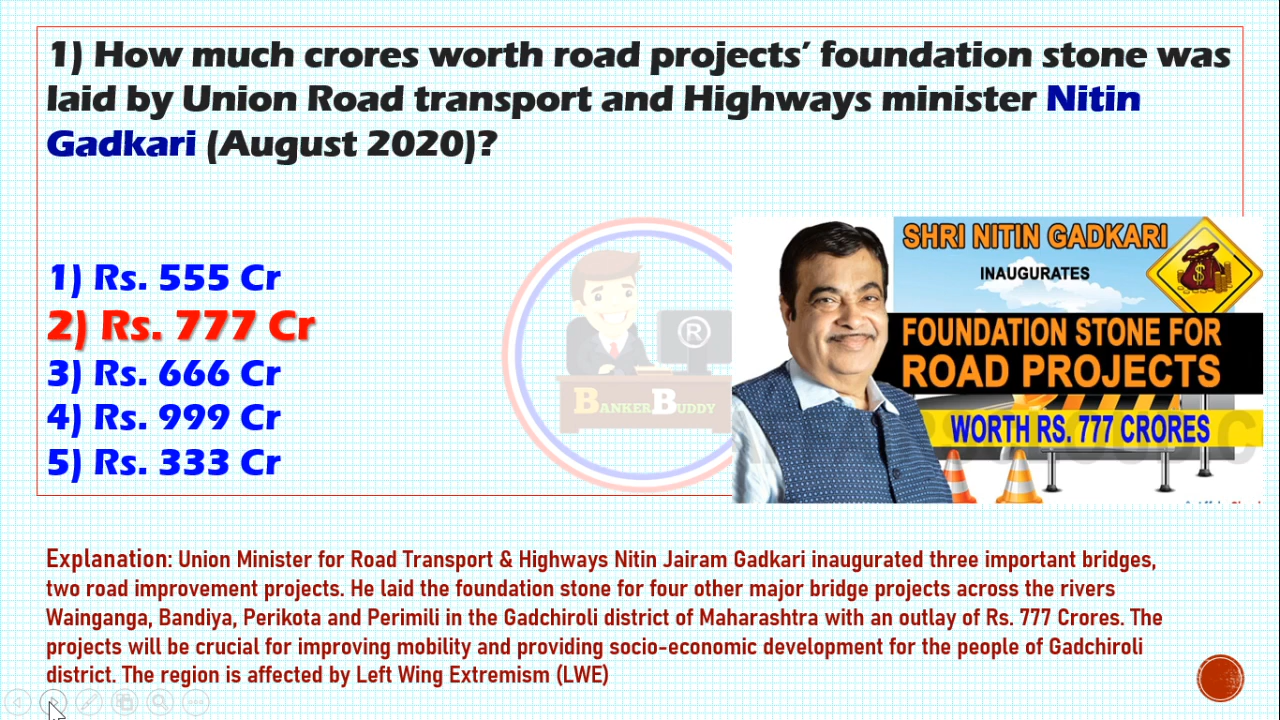 1) How much crores worth road projects’ foundation stone was
laid by Union Road transport and Highways minister Nitin
Gadkari (August 2020)?
1) Rs. 555 Cr
2) Rs. 777 Cr
3) Rs. 666 Cr
4) Rs. 999 Cr
5) Rs. 333 Cr
®
BANKER BUDDY
SHRI NITIN GADKARI
INAUGURATES
$
FOUNDATION STONE FOR
ROAD PROJECTS
WORTH RS. 777 CRORES
Explanation: Union Minister for Road Transport & Highways Nitin Jairam Gadkari inaugurated three important bridges,
two road improvement projects. He laid the foundation stone for four other major bridge projects across the rivers
Wainganga, Bandiya, Perikota and Perimili in the Gadchiroli district of Maharashtra with an outlay of Rs. 777 Crores. The
projects will be crucial for improving mobility and providing socio-economic development for the people of Gadchiroli
district. The region is affected by Left Wing Extremism (LWE)